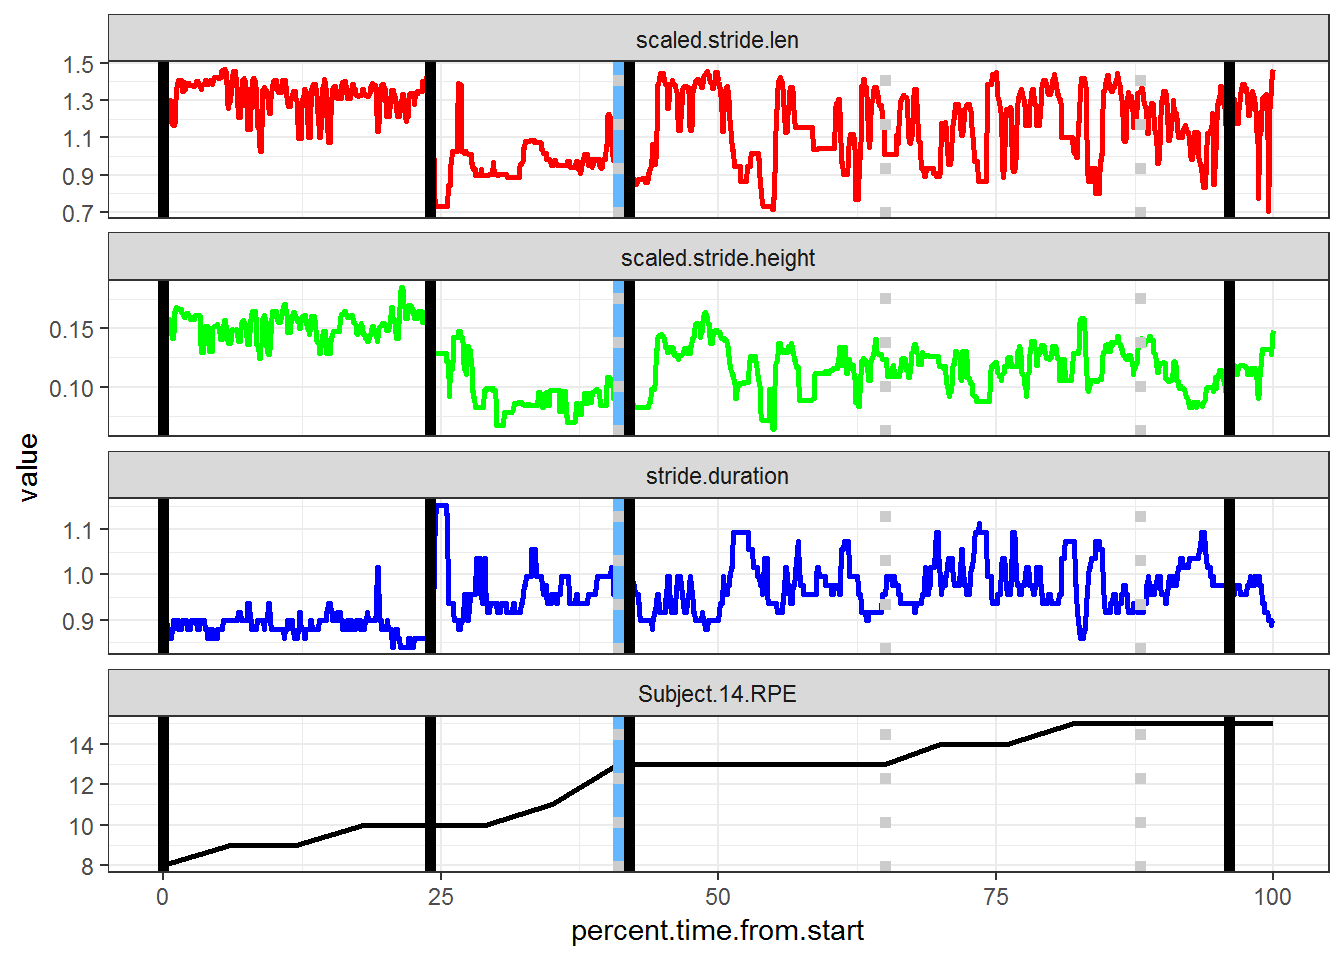 scaled.stride.len
1.5
1.3
1.1
0.9
0.7
scaled.stride.height
0.15
0.10
value
stride.duration
1.1
1.0
0.9
Subject.14.RPE
14
12
10
8
0 25 50 75 100
percent.time.from.start